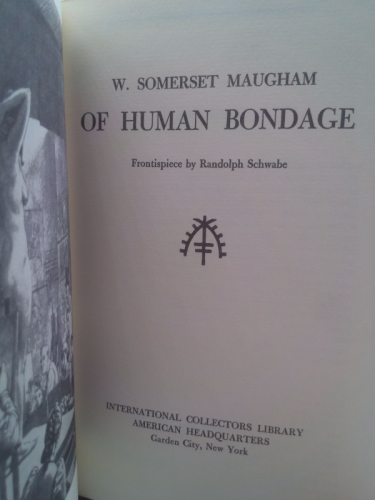 W. SOMERSET MAUGHAM
OF HUMAN BONDAGE
Frontispiece by Randolph Schwabe
INTERNATIONAL COLLECTORS LIBRARY
AMERICAN HEADQUARTERS
Garden City, New York